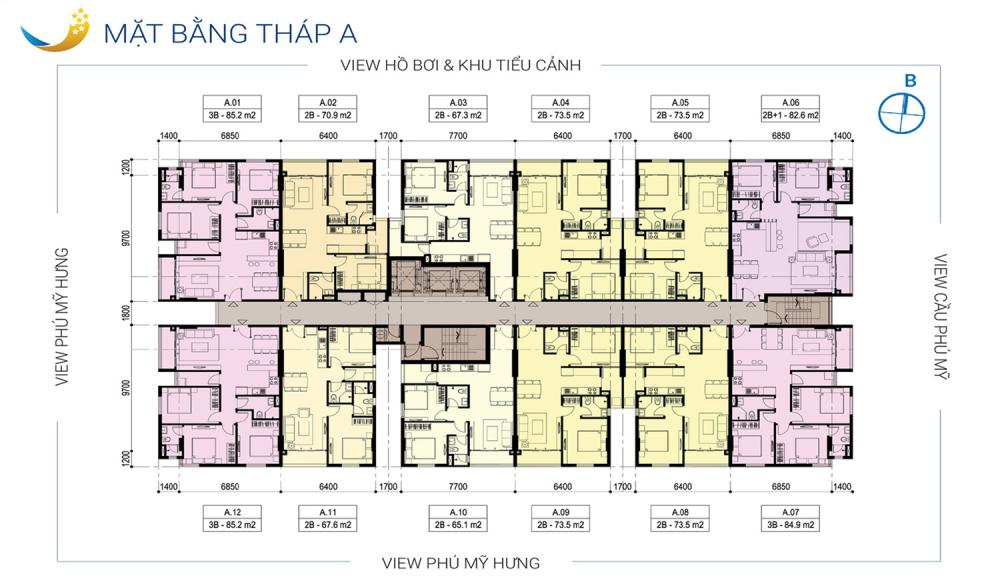 MẶT BẰNG THÁP A
VIEW HỒ BƠI & KHU TIỂU CẢNH
B
A.01
3B - 85.2 m2
A.02
2B - 70.9 m2
A.03
2B - 67.3 m2
A.04
2B - 73.5 m2
A.05
2B - 73.5 m2
A.06
2B+1 - 82.6 m2
1400 6850 6400 1700 7700 6400 1700 6400 6850 1400
1200
9700
1800
9700
1200
VIEW PHÚ MỸ HƯNG
VIEW CẦU PHÚ MỸ
1400 6850 6400 1700 7700 6400 1700 6400 6850 1400
A.12
3B - 85.2 m2
A.11
2B - 67.6 m2
A.10
2B - 65.1 m2
A.09
2B - 73.5 m2
A.08
2B - 73.5 m2
A.07
3B - 84.9 m2
VIEW PHÚ MỸ HƯNG